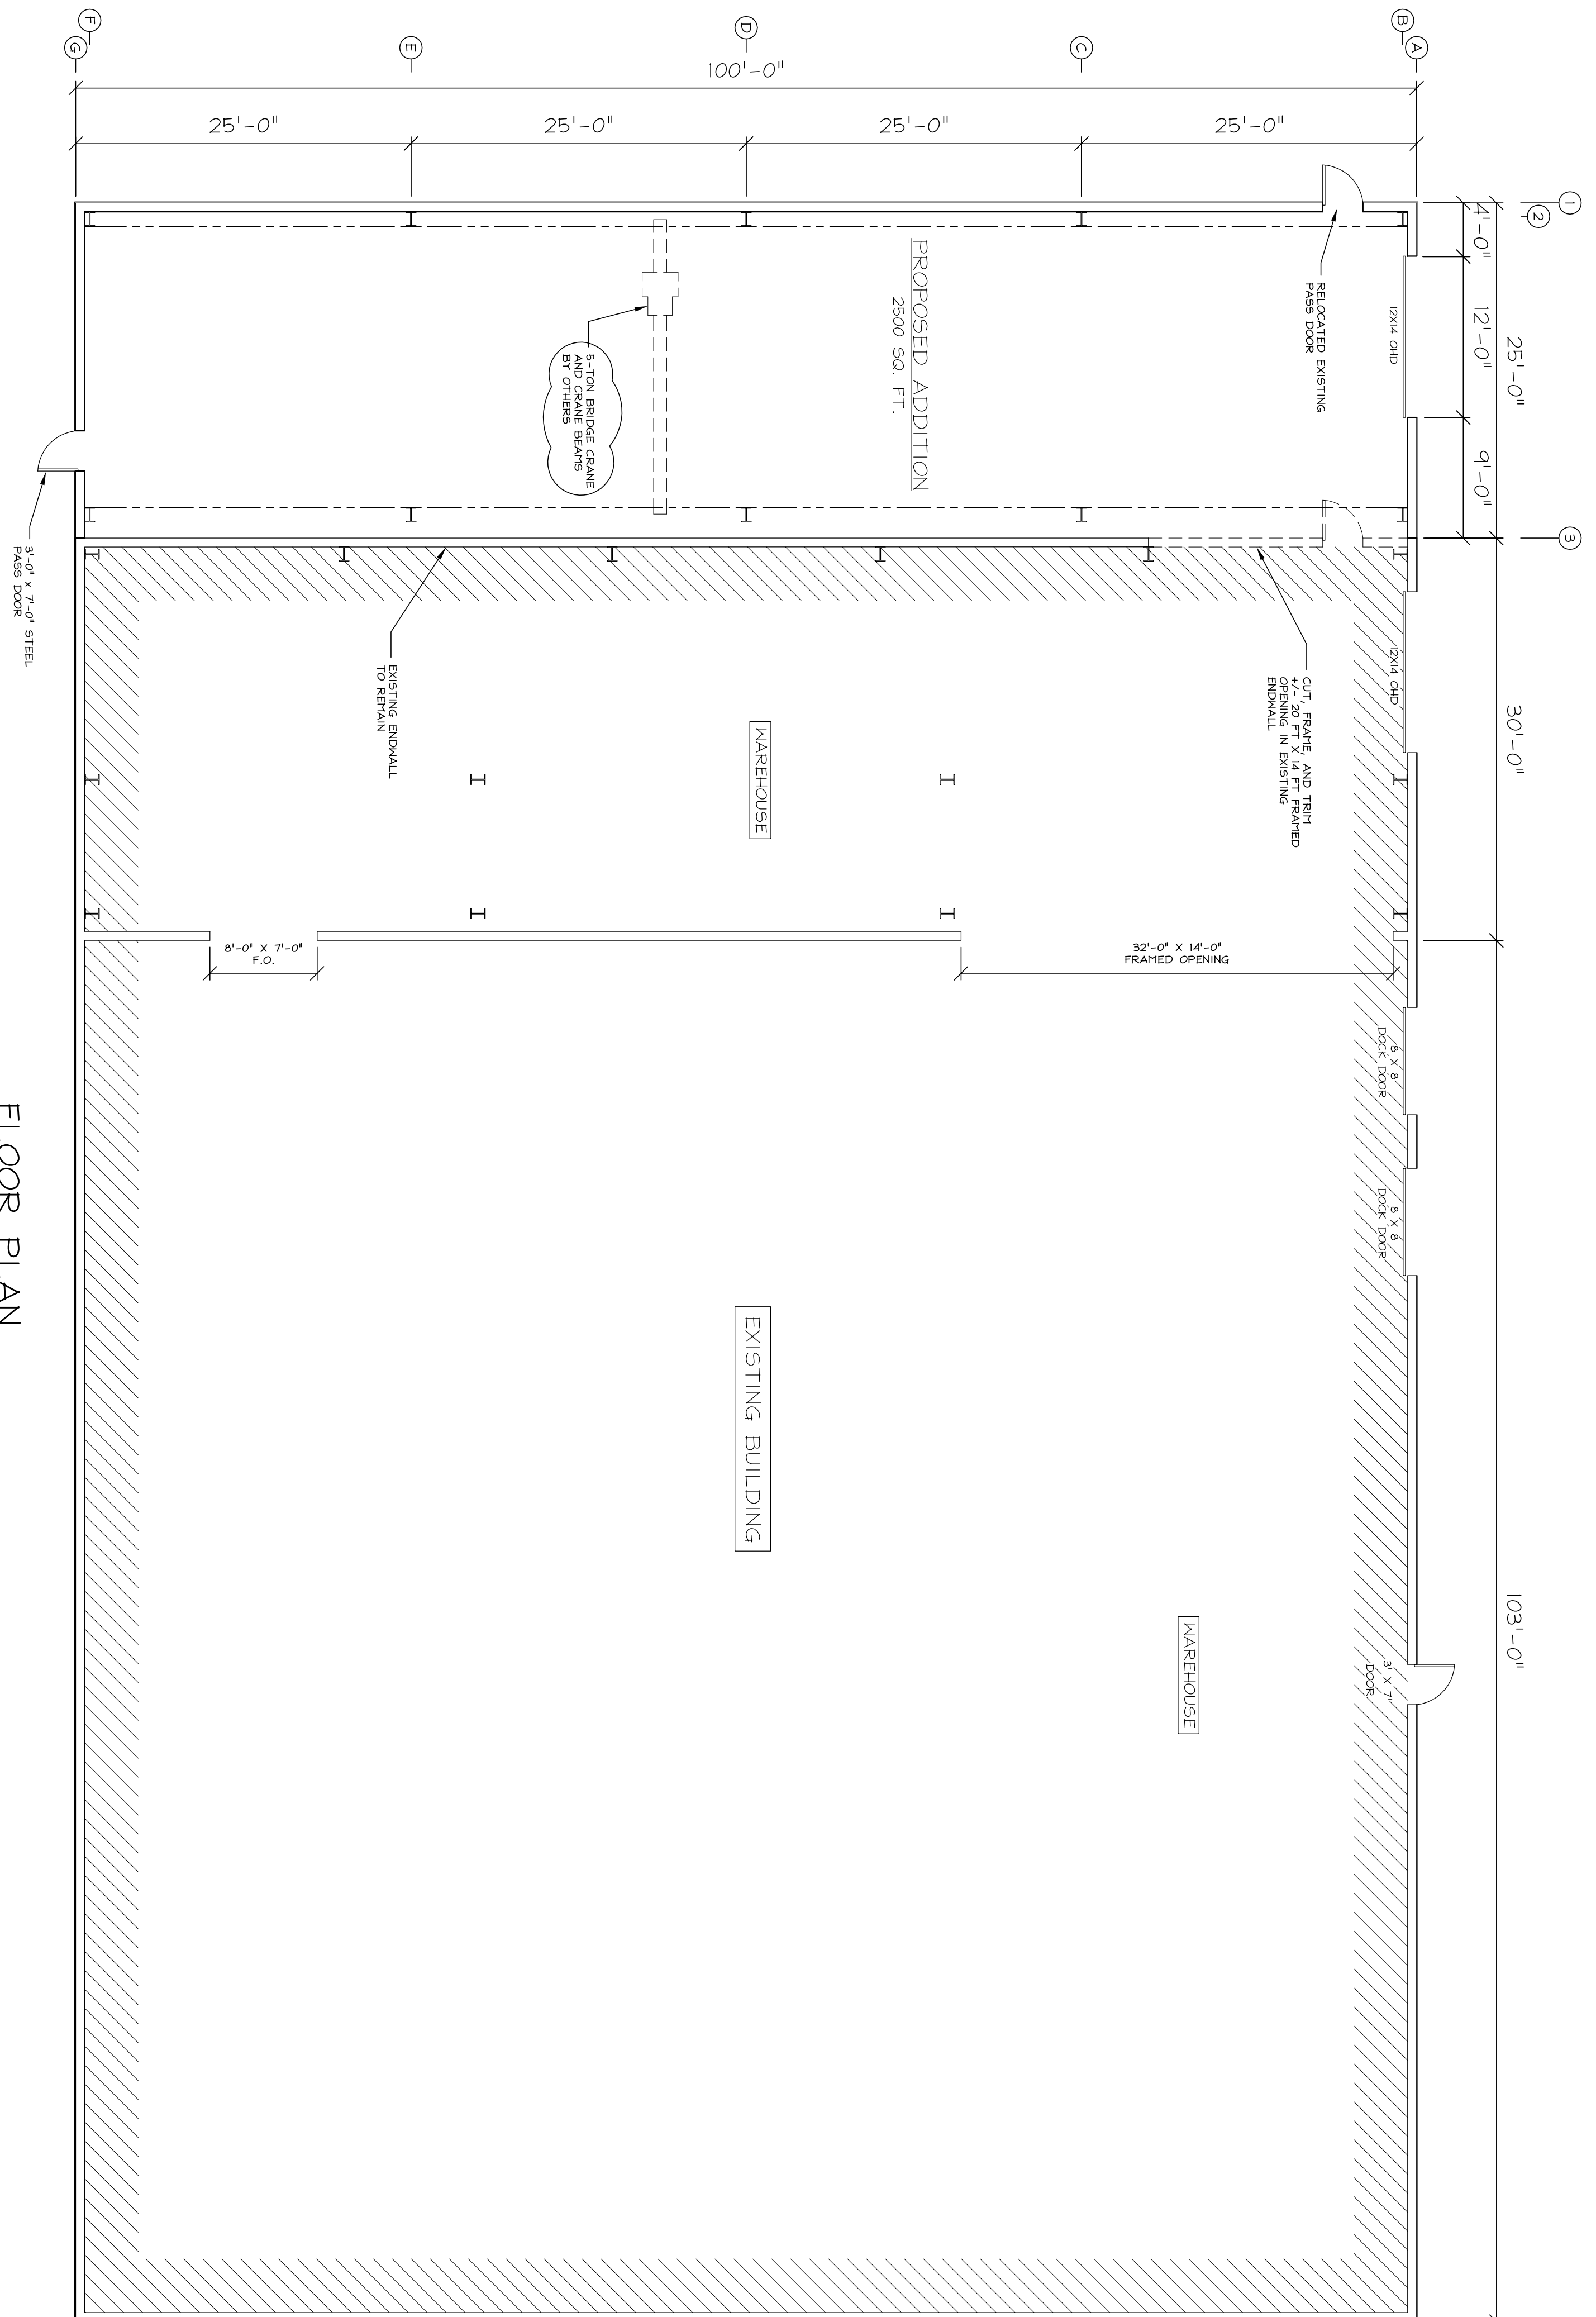 F
G
E
D
C
B
A
100'-0"
25'-0"
25'-0"
25'-0"
25'-0"
1
2
3
4'-0"
12'-0"
9'-0"
25'-0"
30'-0"
103'-0"
RELOCATED EXISTING
PASS DOOR
12X14 OHD
PROPOSED ADDITION
2500 SQ. FT.
5-TON BRIDGE CRANE
AND CRANE BEAMS
BY OTHERS
3'-0" x 7'-0" STEEL
PASS DOOR
12X14 OHD
CUT, FRAME, AND TRIM
+/- 20 FT X 14 FT FRAMED
OPENING IN EXISTING
ENDWALL
EXISTING ENDWALL
TO REMAIN
WAREHOUSE
8'-0" X 7'-0"
F.O.
32'-0" X 14'-0"
FRAMED OPENING
8 X 8
DOCK DOOR
8 X 8
DOCK DOOR
EXISTING BUILDING
WAREHOUSE
3' X 7'
DOOR
FLOOR PLAN